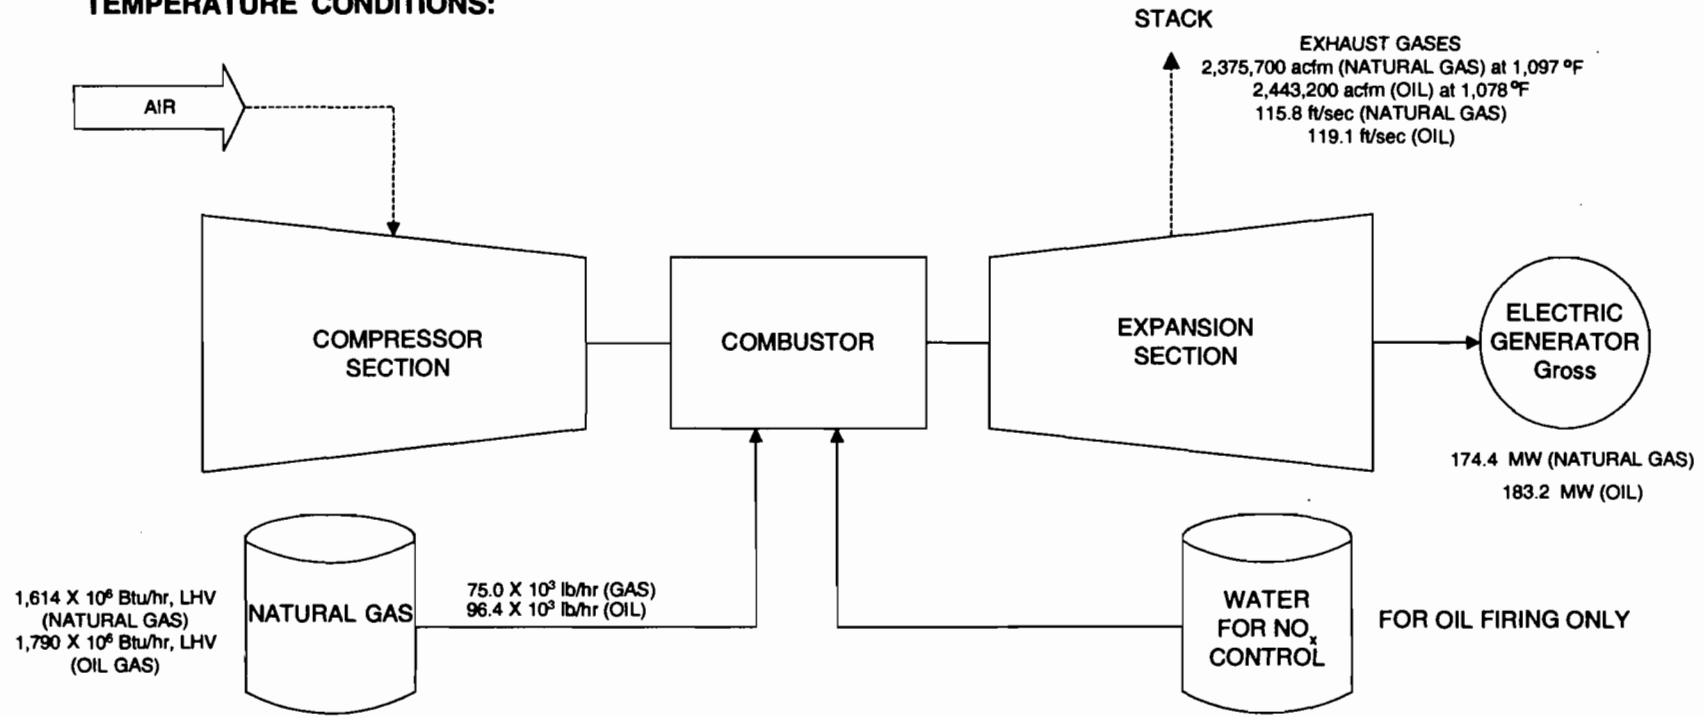 TEMPERATURE CONDITIONS:
STACK
EXHAUST GASES
2,375,700 acfm (NATURAL GAS) at 1,097 ºF
2,443,200 acfm (OIL) at 1,078 ºF
115.8 ft/sec (NATURAL GAS)
119.1 ft/sec (OIL)
AIR
COMPRESSOR
SECTION
COMBUSTOR
EXPANSION
SECTION
ELECTRIC
GENERATOR
Gross
174.4 MW (NATURAL GAS)
183.2 MW (OIL)
1,614 X 10⁶ Btu/hr, LHV
(NATURAL GAS)
1,790 X 10⁶ Btu/hr, LHV
(OIL GAS)
NATURAL GAS
75.0 X 10³ lb/hr (GAS)
96.4 X 10³ lb/hr (OIL)
WATER
FOR NOₓ
CONTROL
FOR OIL FIRING ONLY